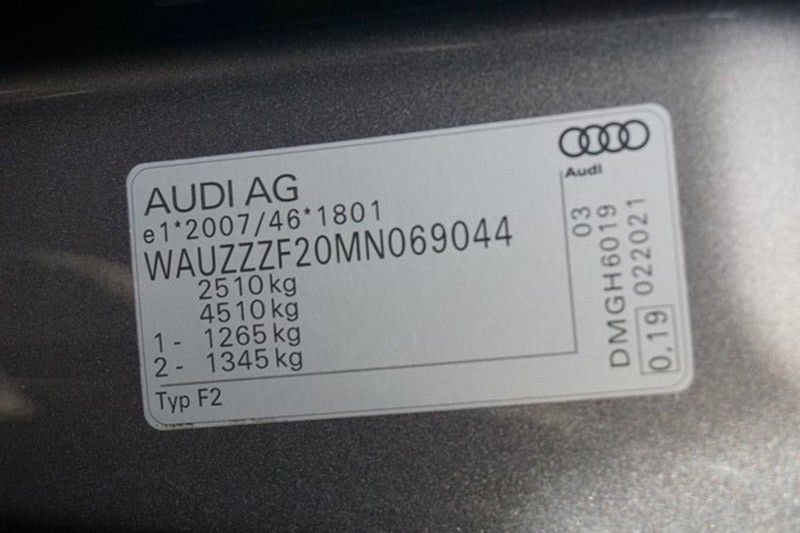 AUDI AG
e1*2007/46*1801
WAUZZZF20MN069044
2510 kg
4510 kg
1 - 1265 kg
2 - 1345 kg
Typ F2
Audi
03
DMGH6019
022021
0.19